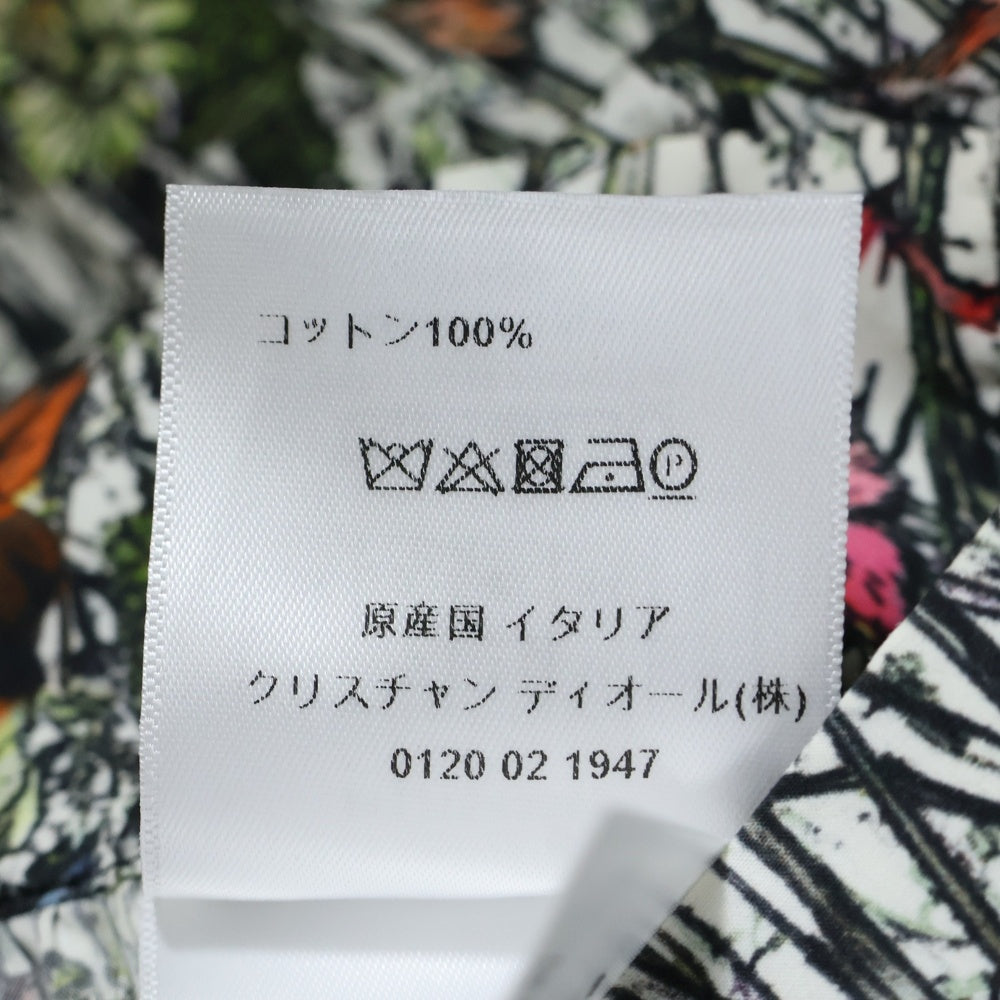 コットン100%
P
原産国 イタリア
クリスチャン ディオール(株)
0120 02 1947